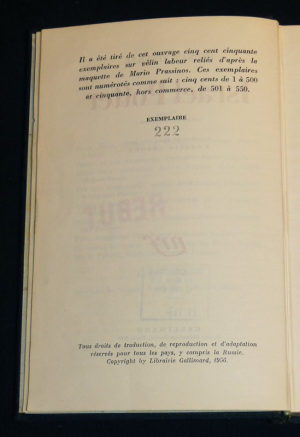 Il a été tiré de cet ouvrage cinq cent cinquante
exemplaires sur vélin labeur reliés d'après la
maquette de Mario Prassinos. Ces exemplaires
sont numérotés comme suit : cinq cents de 1 à 500
et cinquante, hors commerce, de 501 à 550.
EXEMPLAIRE
222
Tous droits de traduction, de reproduction et d'adaptation
réservés pour tous les pays, y compris la Russie.
Copyright by Librairie Gallimard, 1956.